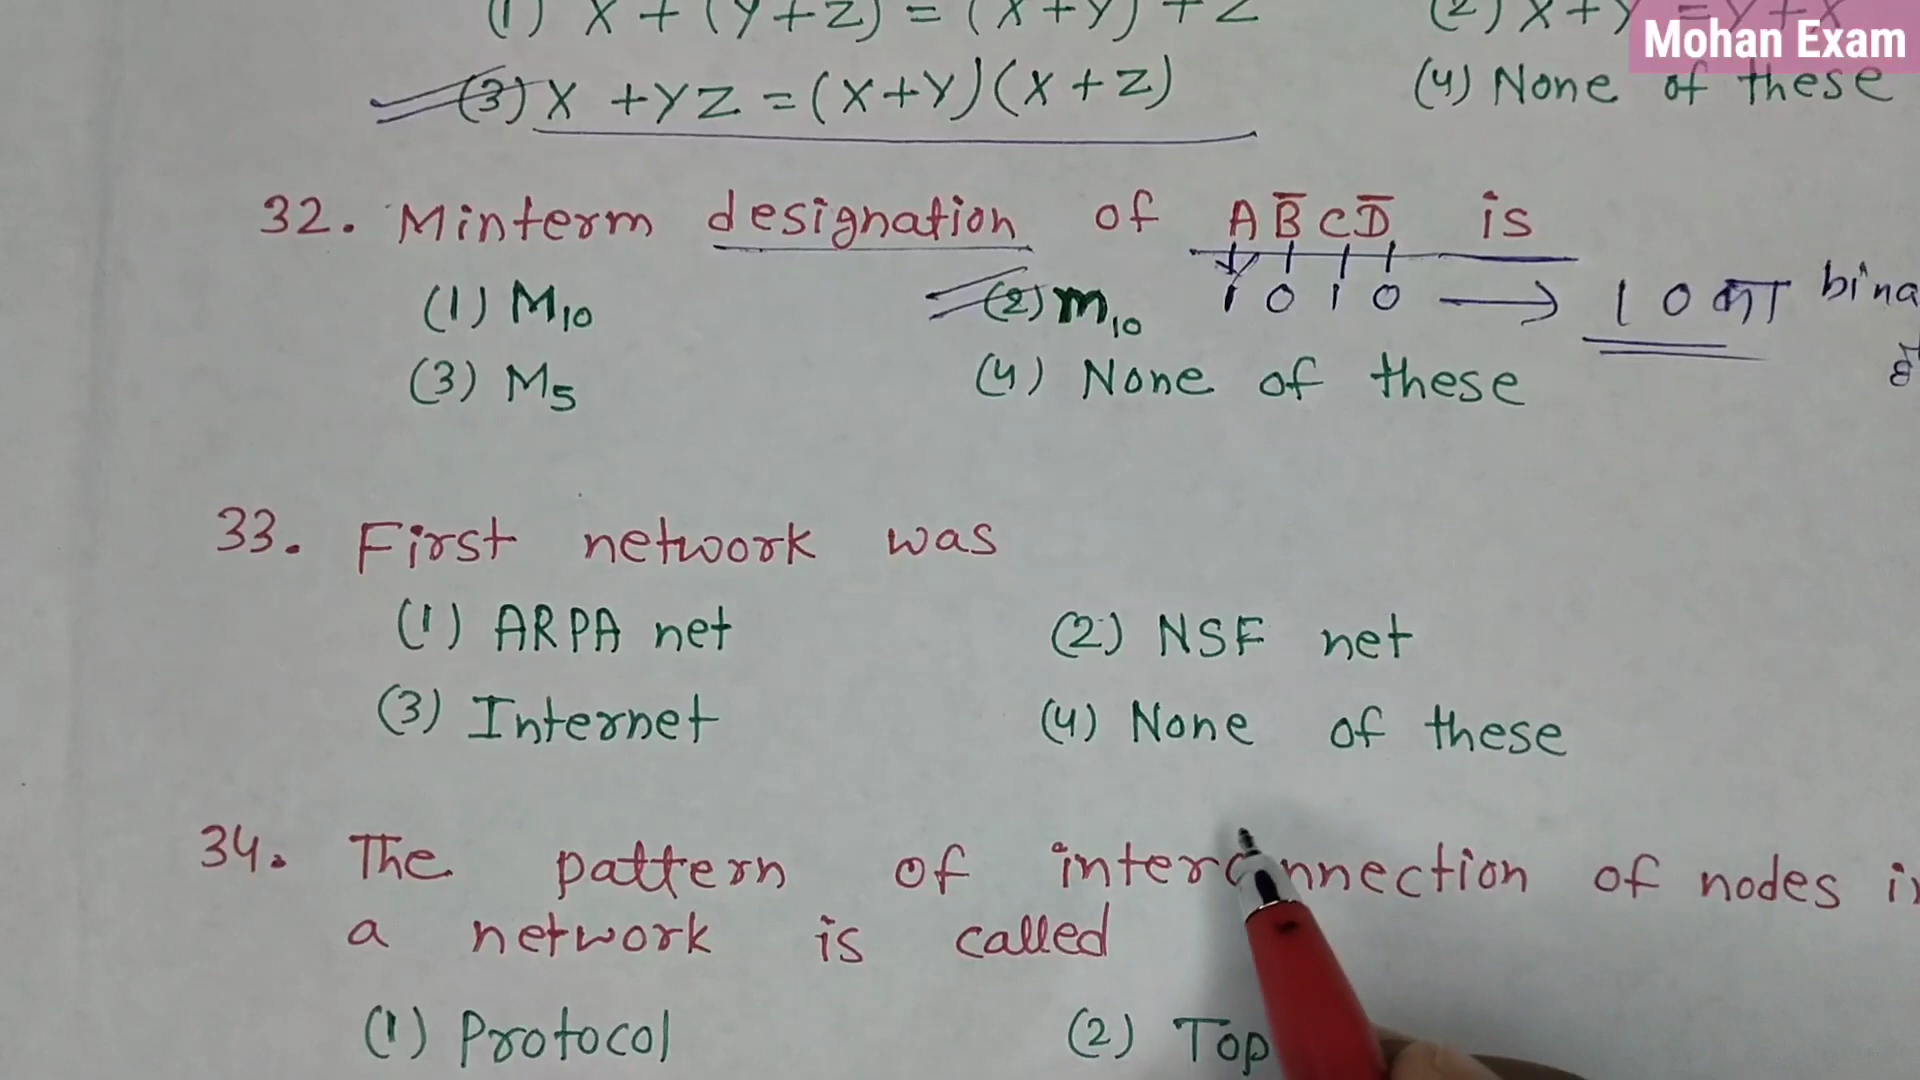 (1) X + (Y+Z) = (X+Y) + Z (2) X+Y = Y+X
Mohan Exam
(3) X + YZ = (X+Y)(X+Z) (4) None of these
32. Minterm designation of A B̅ C D̅ is
(1) M₁₀ (2) m₁₀ 1 0 1 0 → 10 का bina
(3) M₅ (4) None of these
33. First network was
(1) ARPA net (2) NSF net
(3) Internet (4) None of these
34. The pattern of interconnection of nodes in
a network is called
(1) Protocol (2) Top